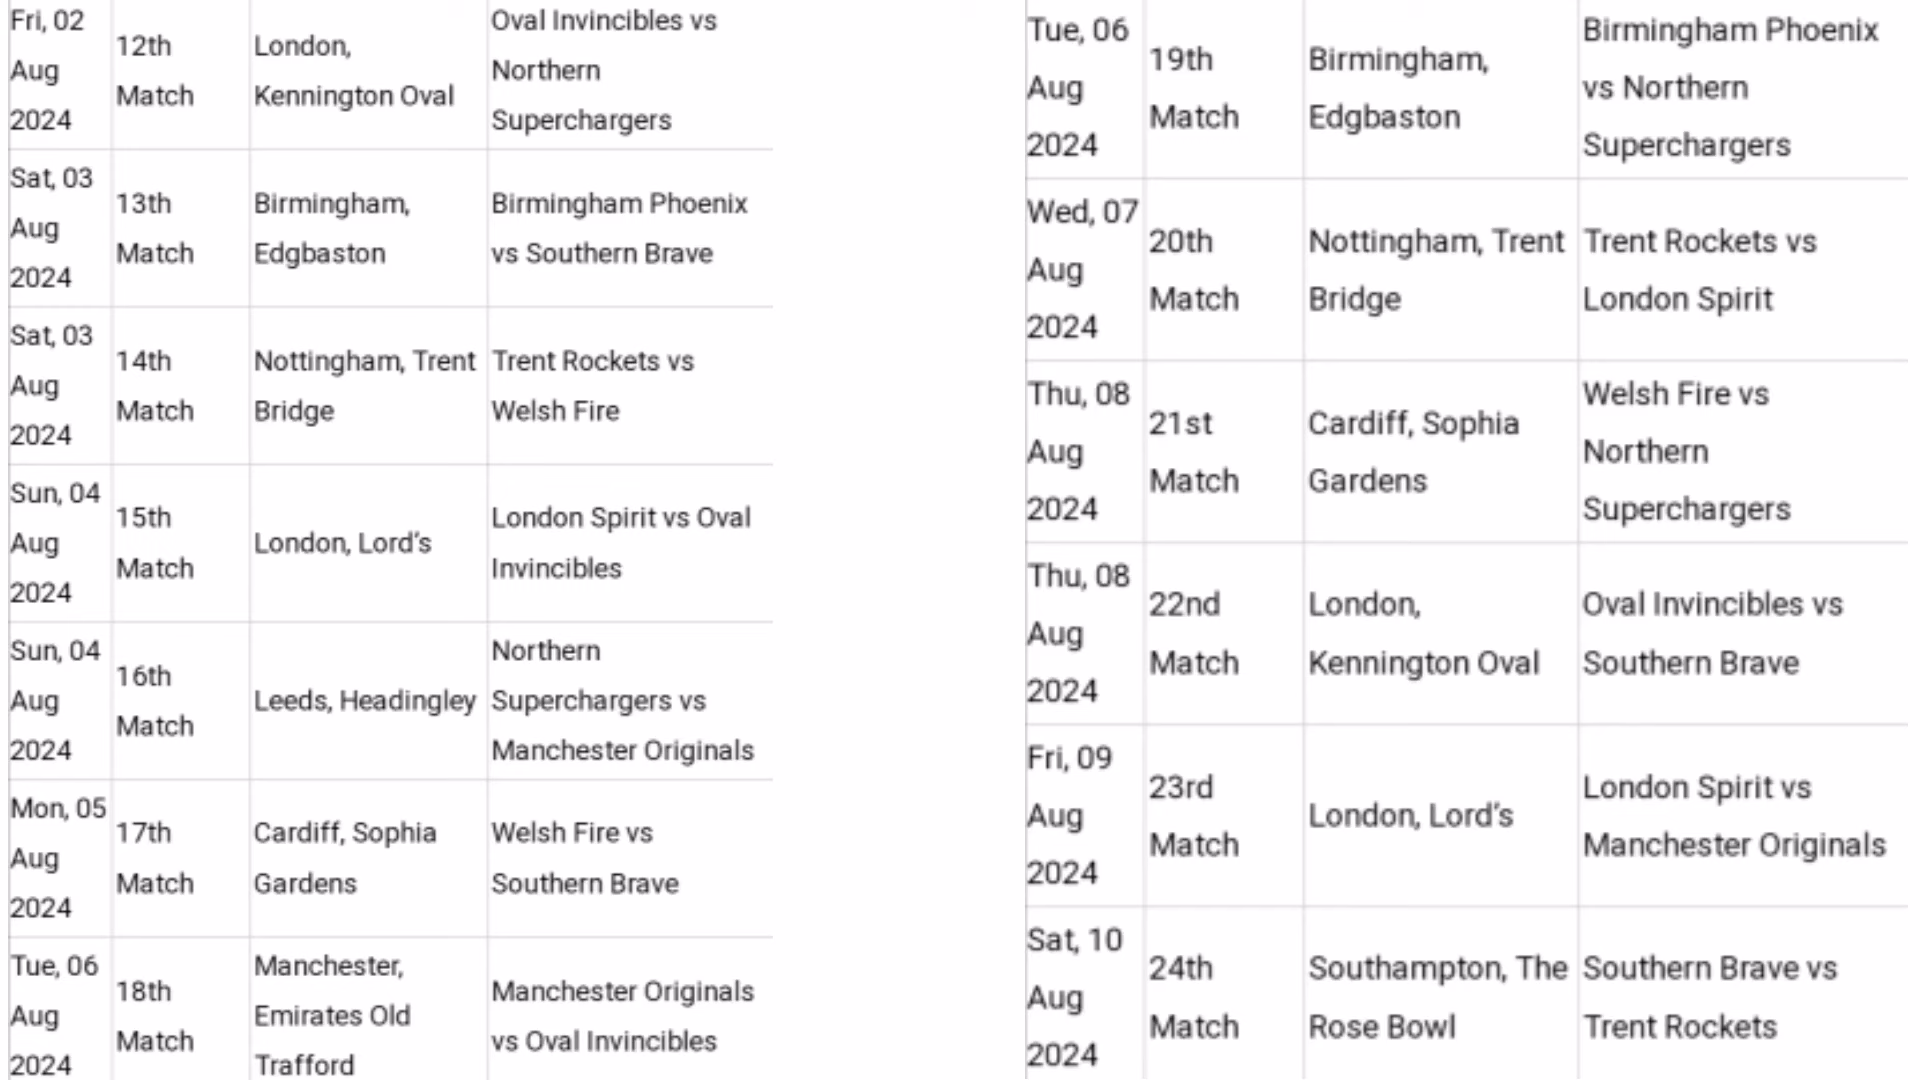 Fri, 02
Aug
2024
12th
Match
London,
Kennington Oval
Oval Invincibles vs
Northern
Superchargers
Sat, 03
Aug
2024
13th
Match
Birmingham,
Edgbaston
Birmingham Phoenix
vs Southern Brave
Sat, 03
Aug
2024
14th
Match
Nottingham, Trent
Bridge
Trent Rockets vs
Welsh Fire
Sun, 04
Aug
2024
15th
Match
London, Lord’s
London Spirit vs Oval
Invincibles
Sun, 04
Aug
2024
16th
Match
Leeds, Headingley
Northern
Superchargers vs
Manchester Originals
Mon, 05
Aug
2024
17th
Match
Cardiff, Sophia
Gardens
Welsh Fire vs
Southern Brave
Tue, 06
Aug
2024
18th
Match
Manchester,
Emirates Old
Trafford
Manchester Originals
vs Oval Invincibles
Tue, 06
Aug
2024
19th
Match
Birmingham,
Edgbaston
Birmingham Phoenix
vs Northern
Superchargers
Wed, 07
Aug
2024
20th
Match
Nottingham, Trent
Bridge
Trent Rockets vs
London Spirit
Thu, 08
Aug
2024
21st
Match
Cardiff, Sophia
Gardens
Welsh Fire vs
Northern
Superchargers
Thu, 08
Aug
2024
22nd
Match
London,
Kennington Oval
Oval Invincibles vs
Southern Brave
Fri, 09
Aug
2024
23rd
Match
London, Lord’s
London Spirit vs
Manchester Originals
Sat, 10
Aug
2024
24th
Match
Southampton, The
Rose Bowl
Southern Brave vs
Trent Rockets